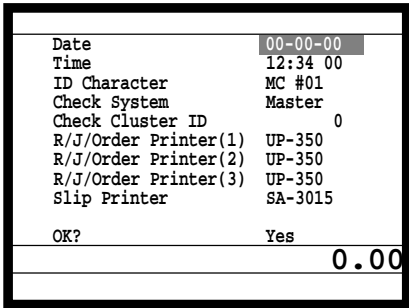 Date 00-00-00
Time 12:34 00
ID Character MC #01
Check System Master
Check Cluster ID 0
R/J/Order Printer(1) UP-350
R/J/Order Printer(2) UP-350
R/J/Order Printer(3) UP-350
Slip Printer SA-3015
OK? Yes
0.00